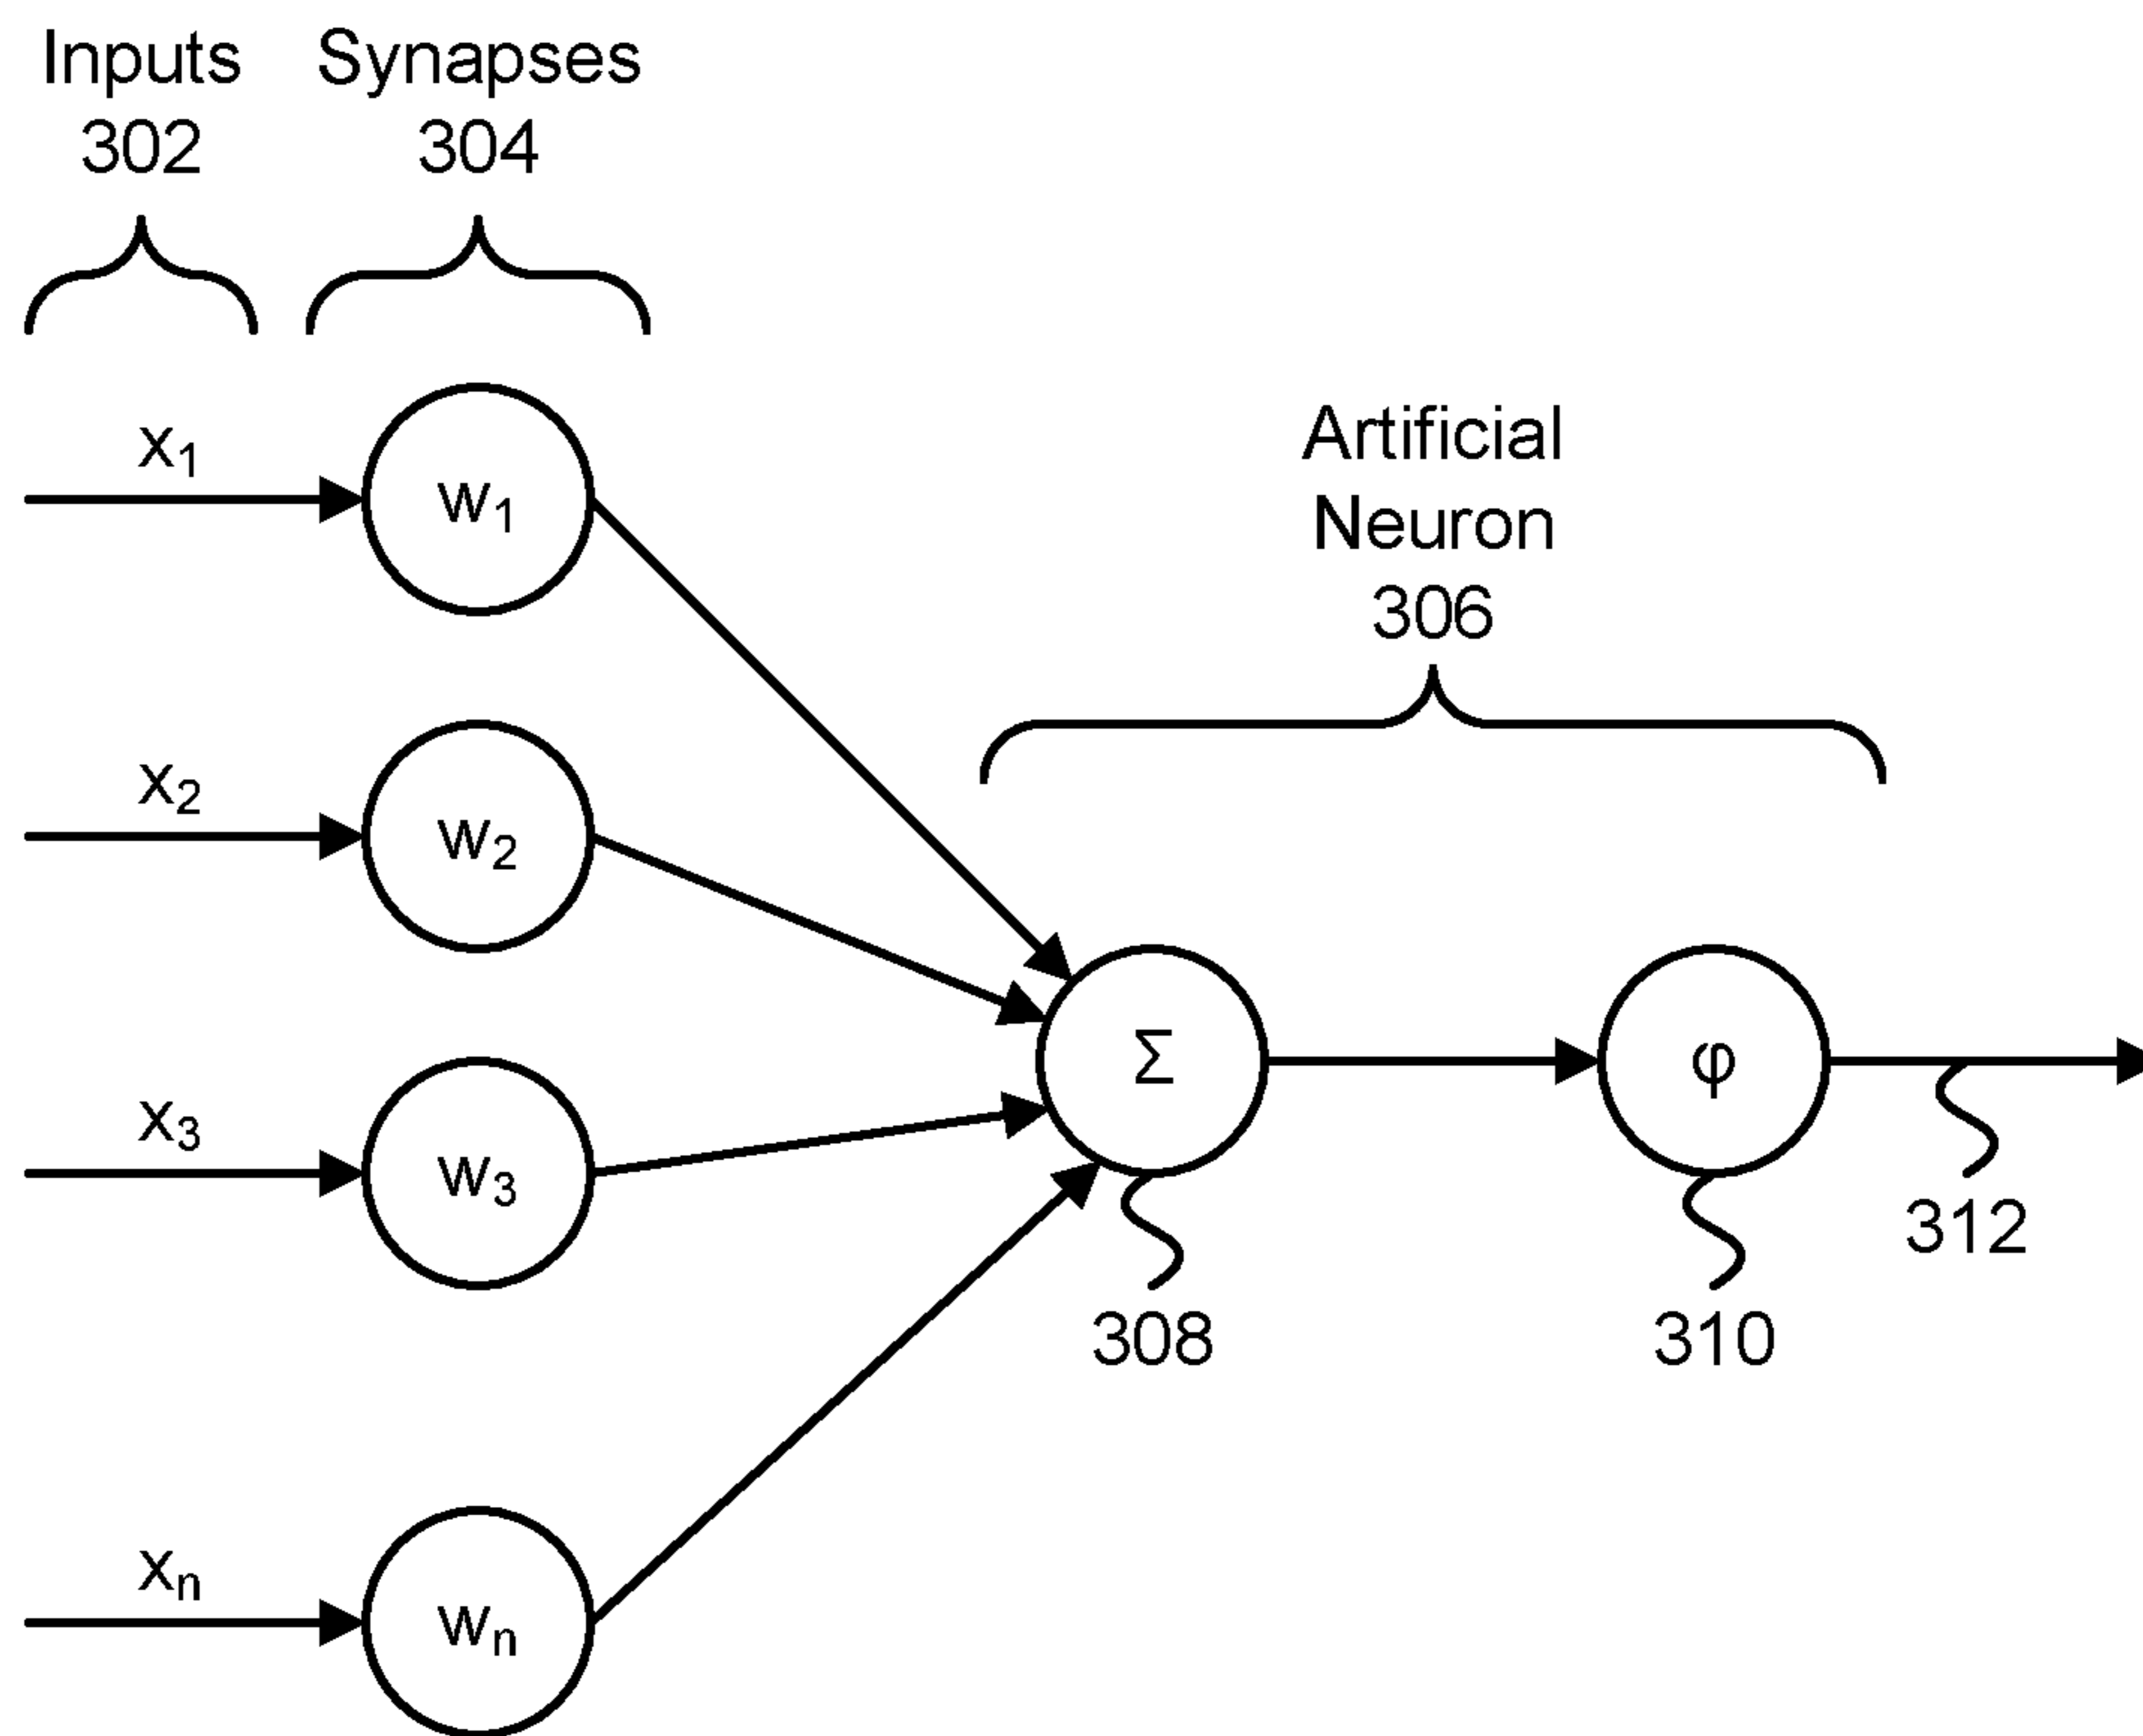 Inputs
302
Synapses
304
x₁
w₁
Artificial
Neuron
306
x₂
w₂
Σ
φ
x₃
w₃
312
308
310
xₙ
wₙ